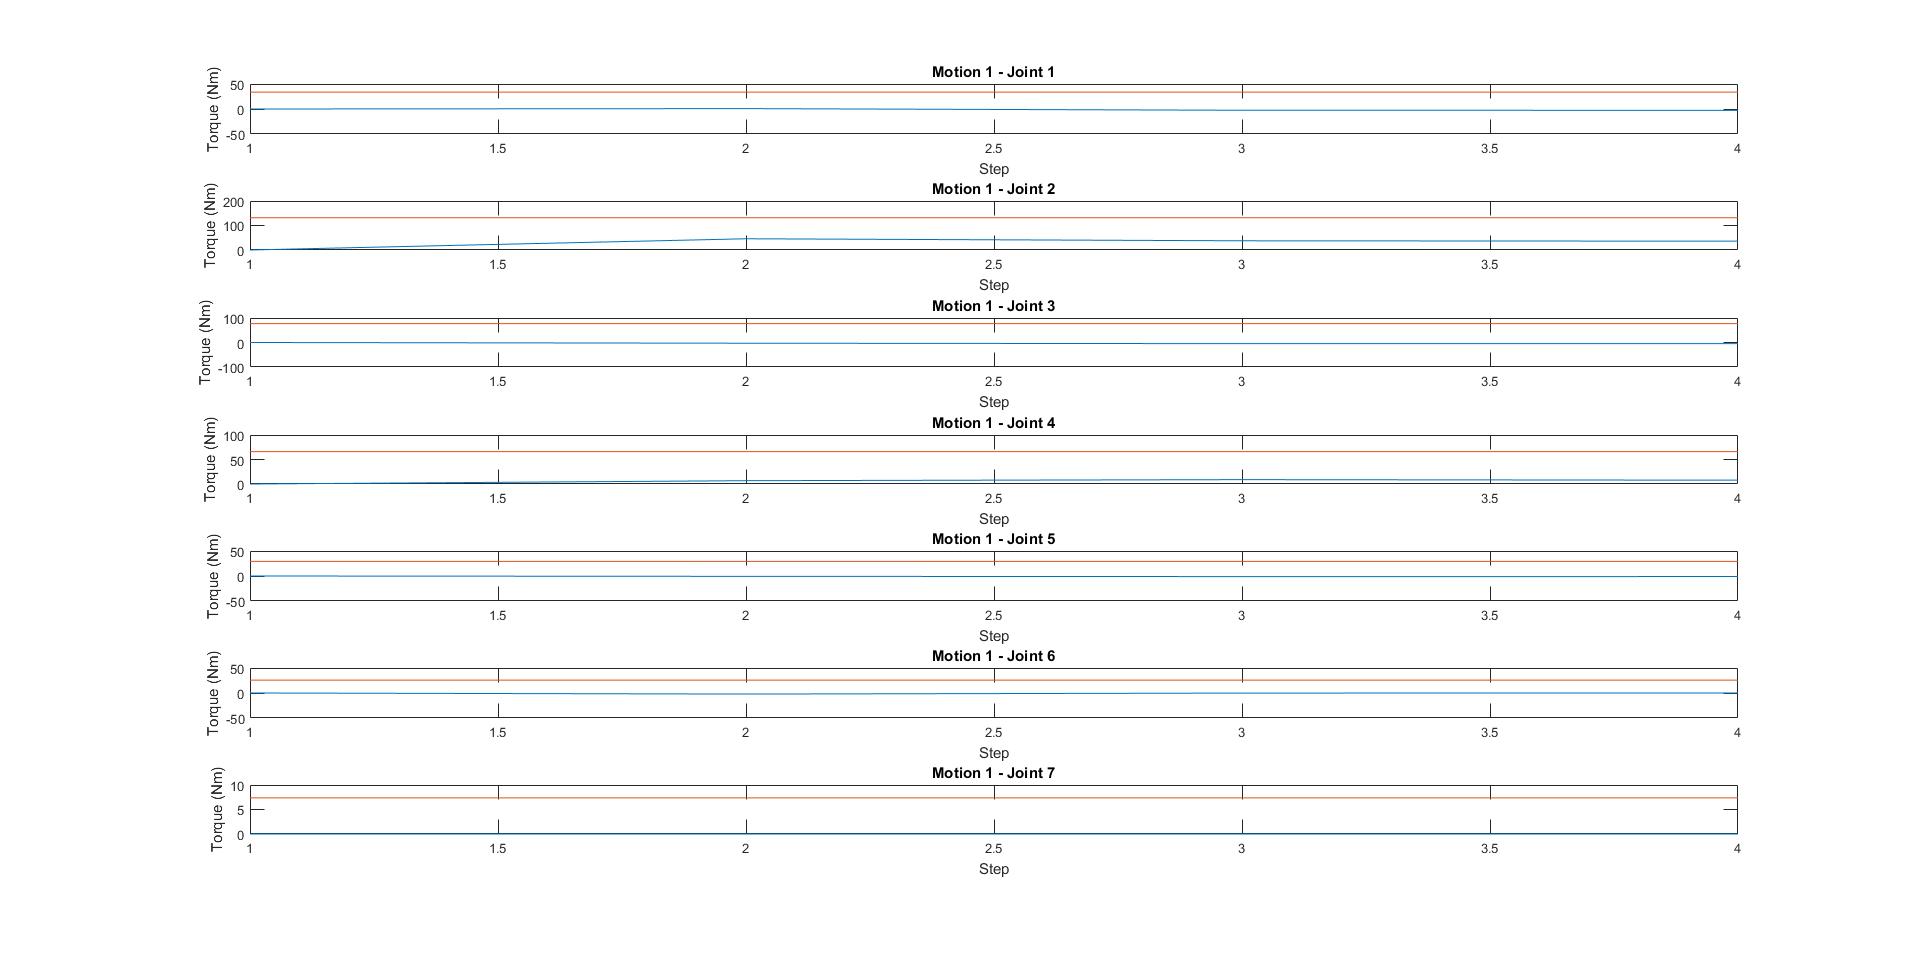 Motion 1 - Joint 1
Torque (Nm)
50
0
-50
1 1.5 2 2.5 3 3.5 4
Step
Motion 1 - Joint 2
Torque (Nm)
200
100
0
1 1.5 2 2.5 3 3.5 4
Step
Motion 1 - Joint 3
Torque (Nm)
100
0
-100
1 1.5 2 2.5 3 3.5 4
Step
Motion 1 - Joint 4
Torque (Nm)
100
50
0
1 1.5 2 2.5 3 3.5 4
Step
Motion 1 - Joint 5
Torque (Nm)
50
0
-50
1 1.5 2 2.5 3 3.5 4
Step
Motion 1 - Joint 6
Torque (Nm)
50
0
-50
1 1.5 2 2.5 3 3.5 4
Step
Motion 1 - Joint 7
Torque (Nm)
10
5
0
1 1.5 2 2.5 3 3.5 4
Step